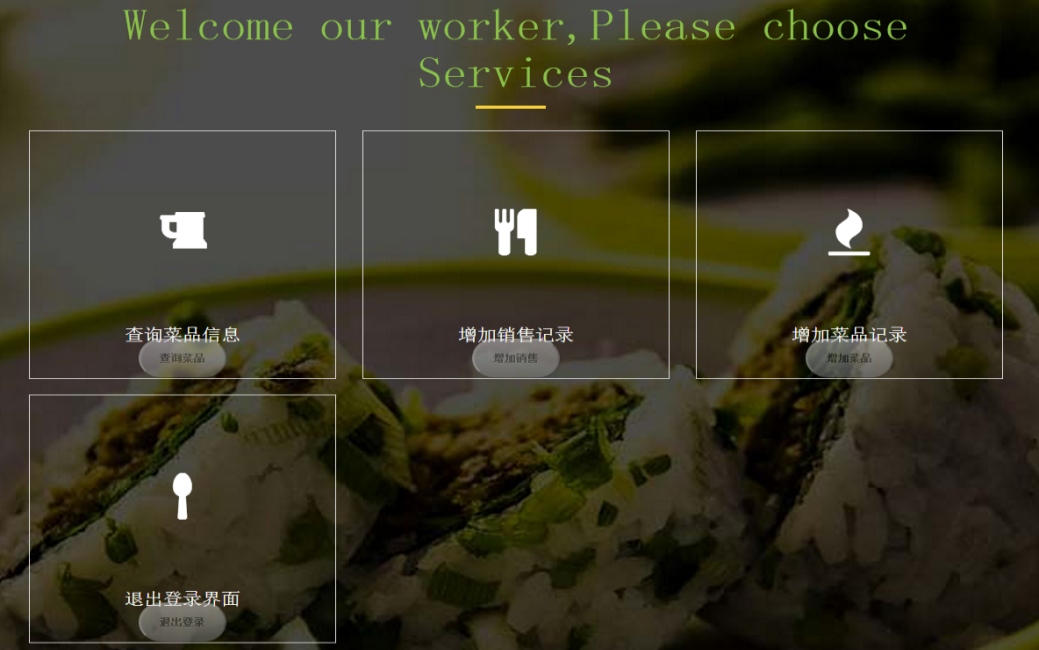 Welcome our worker,Please choose
Services
查询菜品信息
查询菜品
增加销售记录
增加销售
增加菜品记录
增加菜品
退出登录界面
退出登录